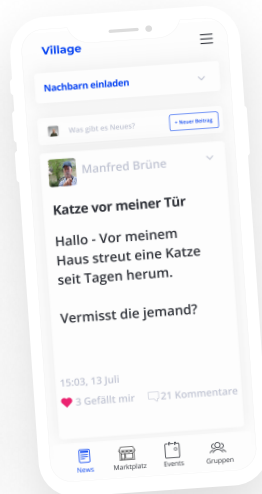 Village
Nachbarn einladen
Was gibt es Neues?
+ Neuer Beitrag
Manfred Brüne
Katze vor meiner Tür
Hallo - Vor meinem
Haus streut eine Katze
seit Tagen herum.
Vermisst die jemand?
15:03, 13 Juli
3 Gefällt mir
21 Kommentare
News
Marktplatz
Events
Gruppen